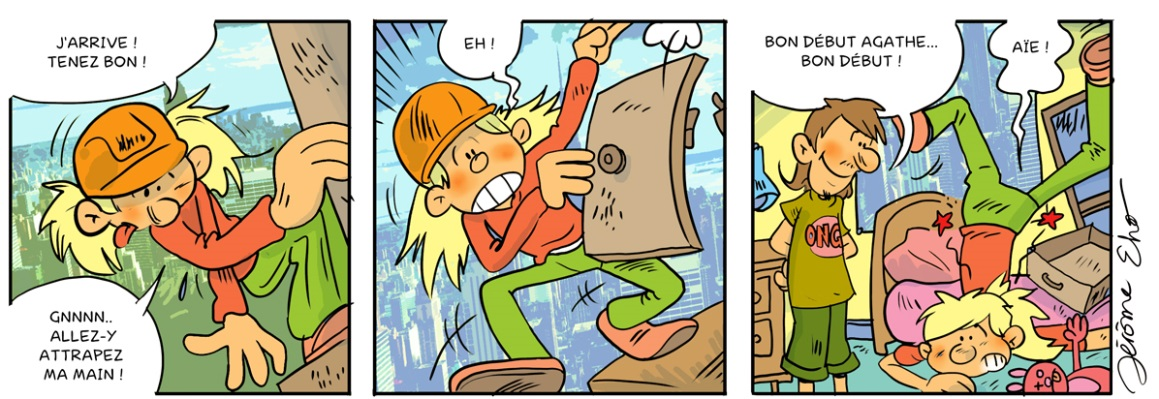 J'ARRIVE !
TENEZ BON !
GNNNN..
ALLEZ-Y
ATTRAPEZ
MA MAIN !
EH !
BON DÉBUT AGATHE...
BON DÉBUT !
AÏE !
ONG
Jérôme Eho